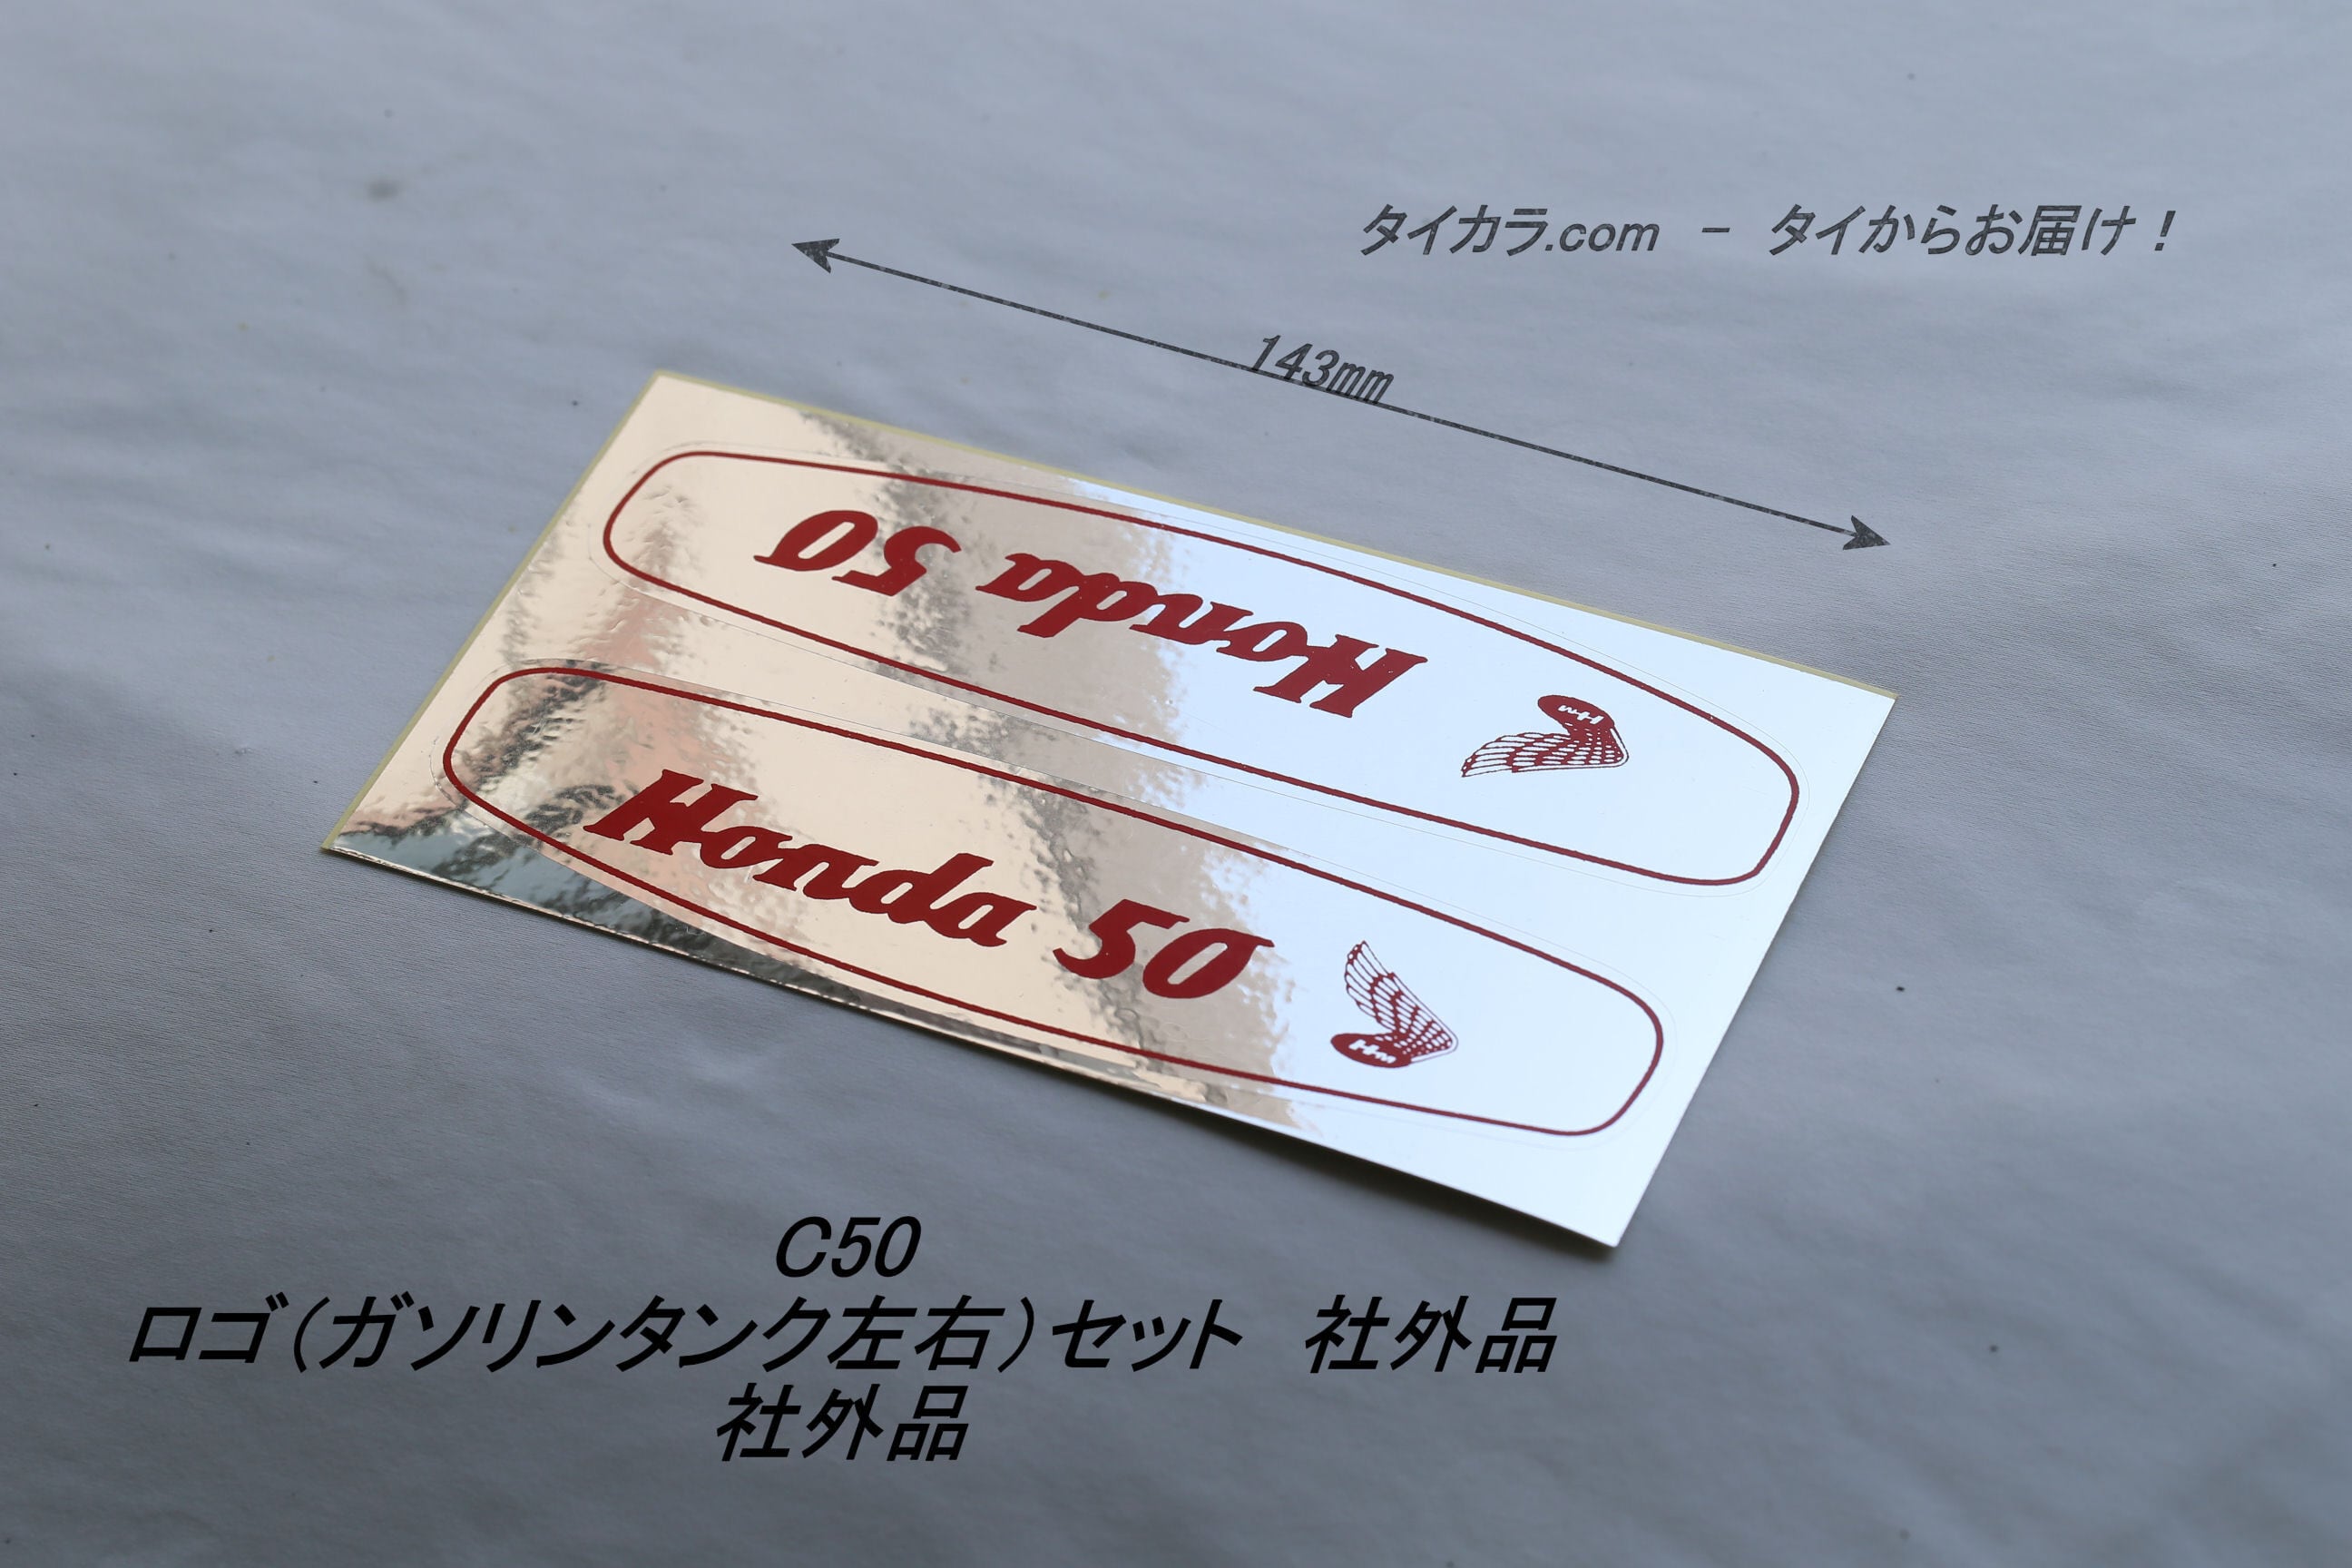 タイカラ.com － タイからお届け！
143mm
Honda 50
HM
Honda 50
HM
C50
ロゴ（ガソリンタンク左右）セット　社外品
社外品